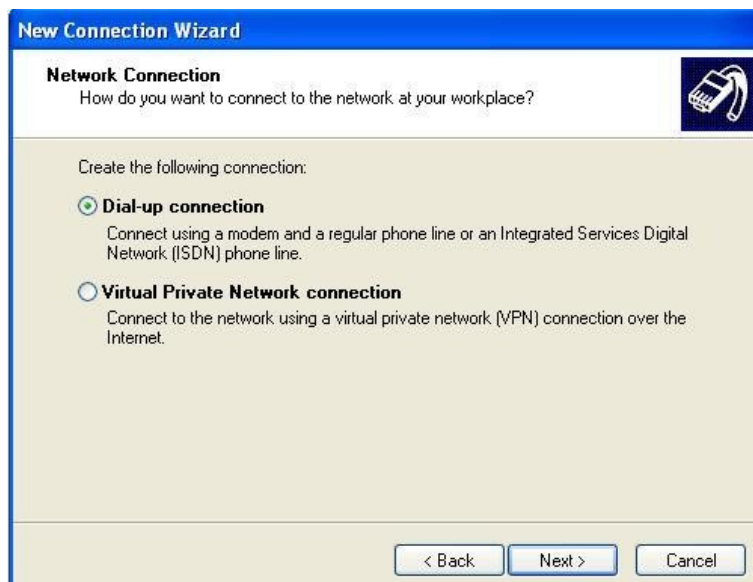 New Connection Wizard
Network Connection
How do you want to connect to the network at your workplace?
Create the following connection:
Dial-up connection
Connect using a modem and a regular phone line or an Integrated Services Digital
Network (ISDN) phone line.
Virtual Private Network connection
Connect to the network using a virtual private network (VPN) connection over the
Internet.
< Back Next > Cancel